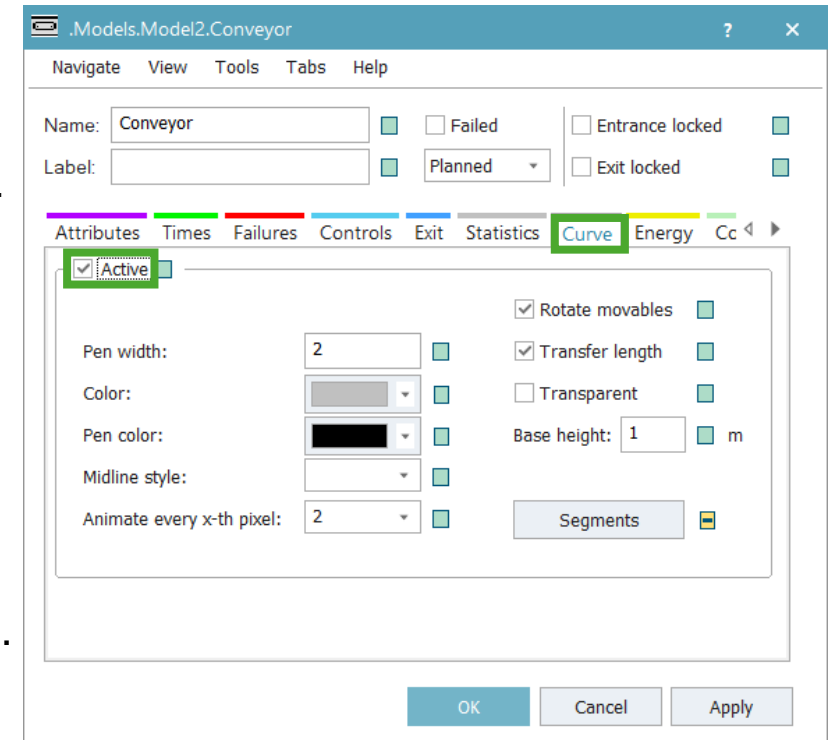 .Models.Model2.Conveyor ? ×
Navigate View Tools Tabs Help
Name: Conveyor Failed Entrance locked
Label: Planned Exit locked
Attributes Times Failures Controls Exit Statistics Curve Energy Cc
Active
Rotate movables
Pen width: 2 Transfer length
Color: Transparent
Pen color: Base height: 1 m
Midline style:
Animate every x-th pixel: 2 Segments
.
OK Cancel Apply